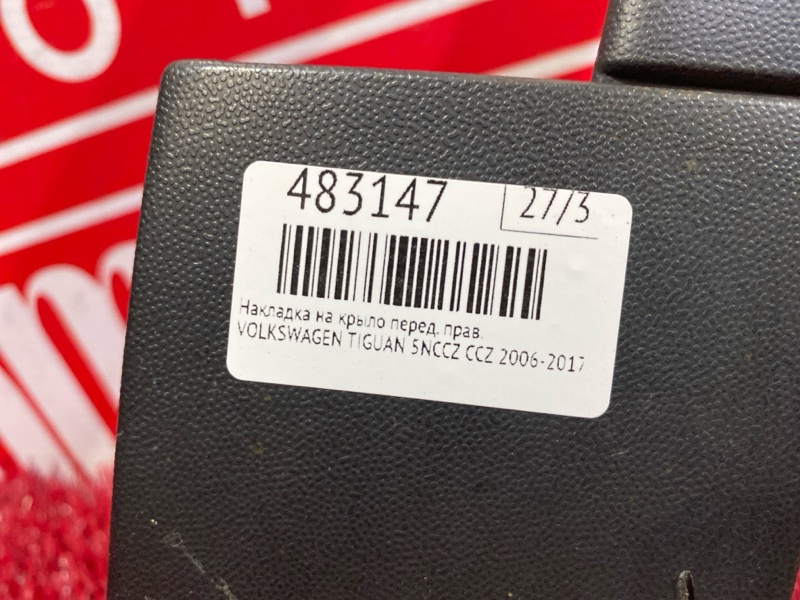 483147 27/3
Накладка на крыло перед. прав.
VOLKSWAGEN TIGUAN 5NCCZ CCZ 2006-2017